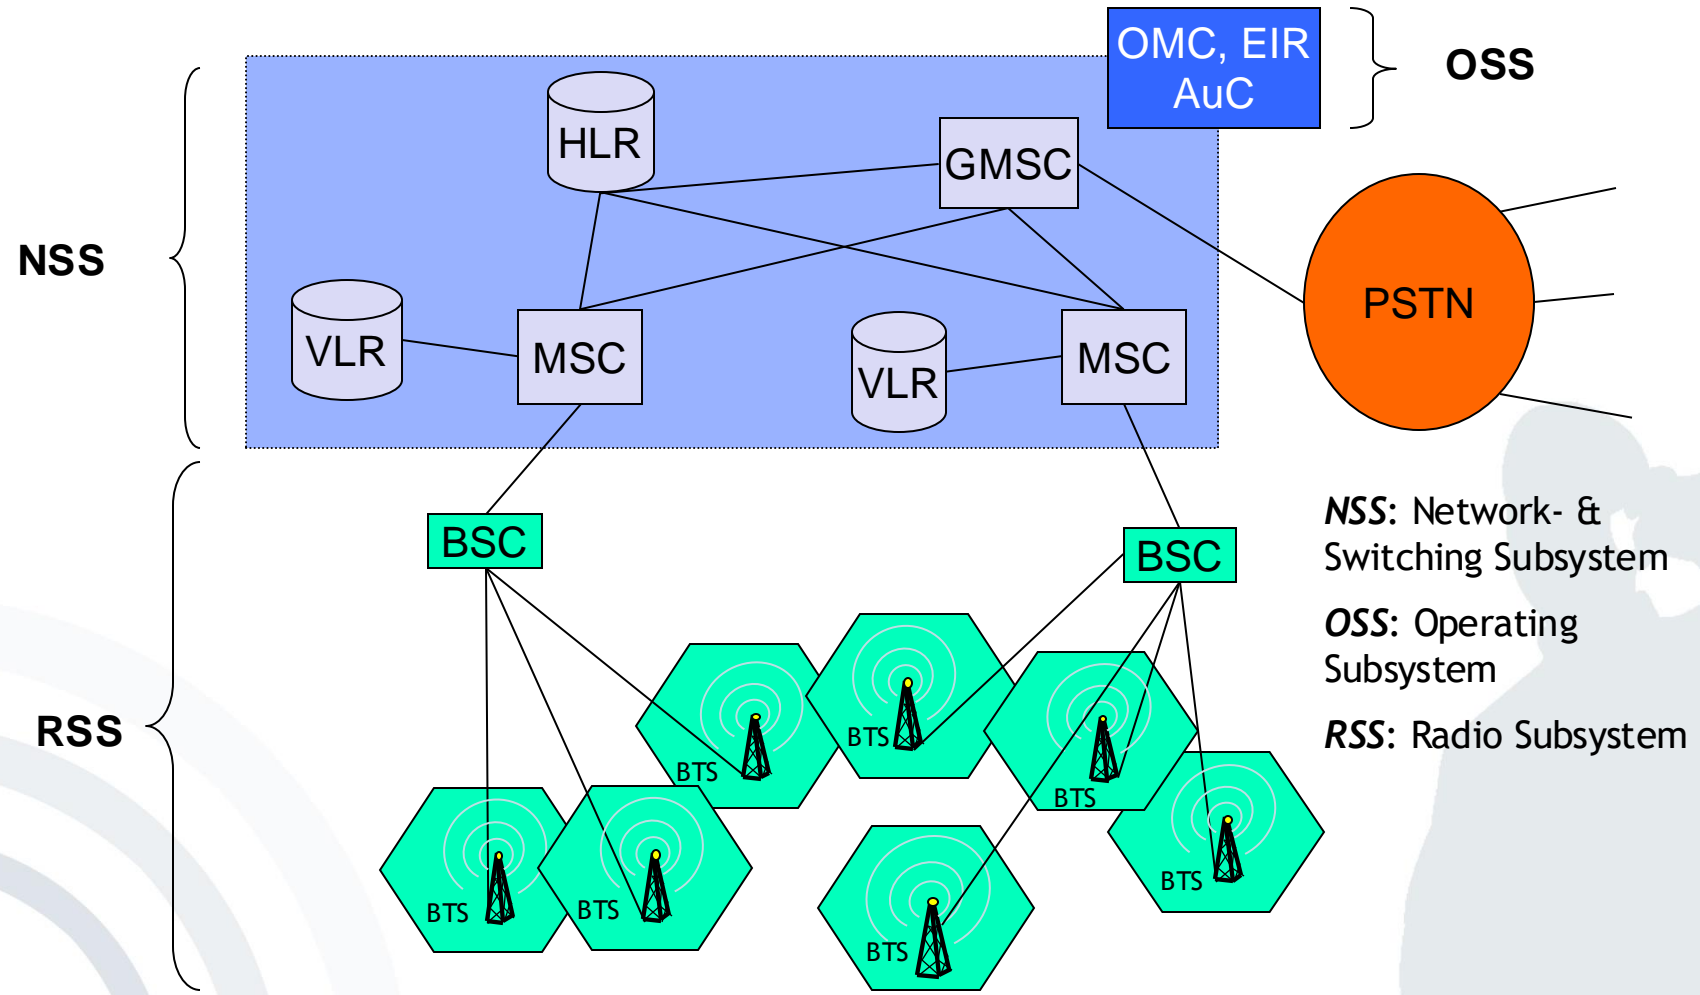 OMC, EIR
AuC
OSS
HLR
GMSC
NSS
PSTN
VLR
MSC
VLR
MSC
BSC
BSC
NSS: Network- &
Switching Subsystem
OSS: Operating
Subsystem
RSS: Radio Subsystem
RSS
BTS
BTS
BTS
BTS
BTS
BTS
BTS